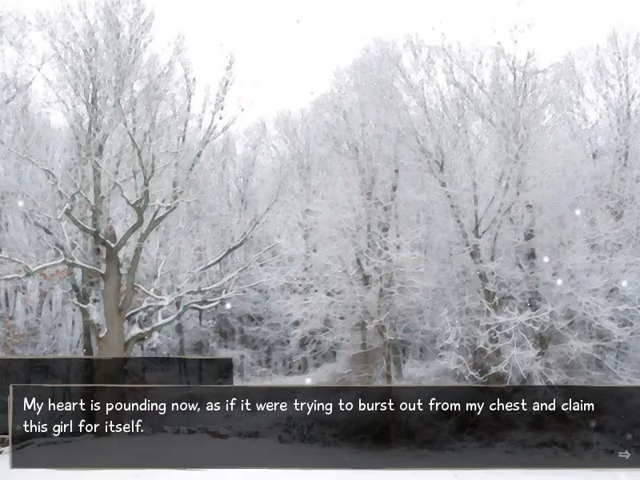 My heart is pounding now, as if it were trying to burst out from my chest and claim
this girl for itself.